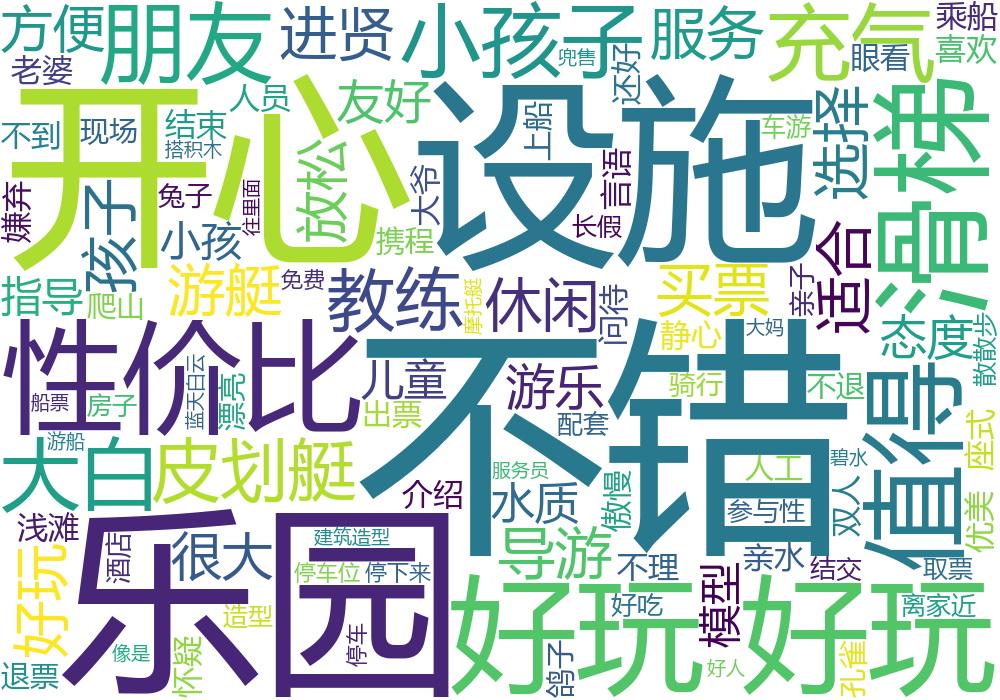 方便
朋友
进贤
小孩子
服务
充气
乘船
喜欢
老婆
兜售
还好
眼看
开心
设施
人员
友好
不到
现场
结束
搭积木
上船
车游
选择
滑梯
嫌弃
孩子
兔子
往里面
放松
大爷
言语
长假
小孩
携程
适合
指导
爬山
游艇
免费
教练
摩托艇
休闲
问待
买票
亲子
态度
散散步
性价比
不错
静心
大妈
蓝天白云
漂亮
儿童
游乐
骑行
不退
值得
船票
房子
出票
配套
座式
大白
游船
皮划艇
服务员
人工
碧水
介绍
水质
傲慢
参与性
双人
优美
浅滩
乐园
建筑造型
好玩
酒店
很大
停车位
停下来
导游
不理
亲水
结交
取票
模型
好玩
好玩
好吃
离家近
造型
停车
退票
像是
怀疑
鸽子
好人
孔雀